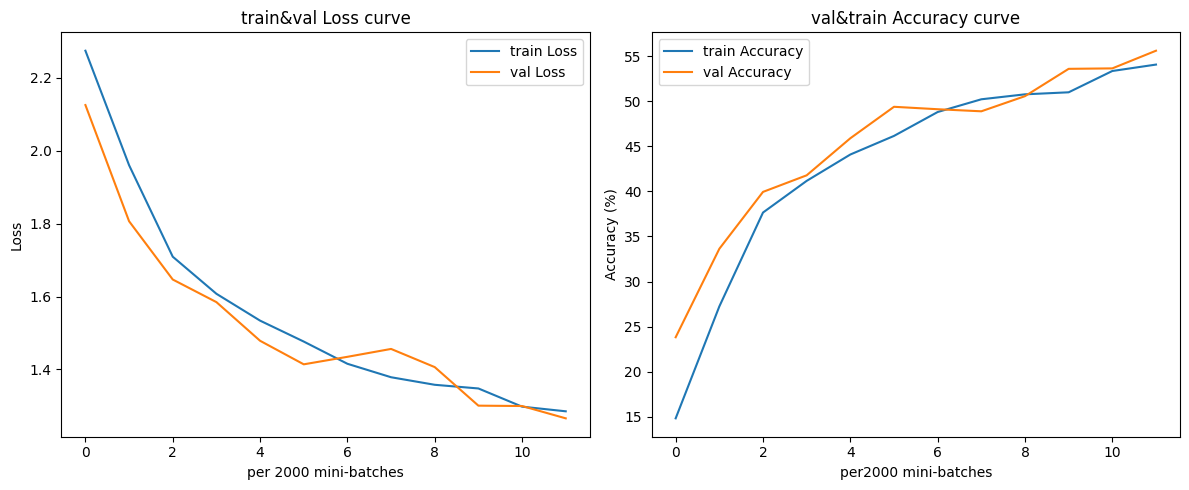 train&val Loss curve
train Loss
val Loss
2.2
2.0
1.8
1.6
1.4
Loss
0 2 4 6 8 10
per 2000 mini-batches
val&train Accuracy curve
train Accuracy
val Accuracy
55
50
45
40
35
30
25
20
15
Accuracy (%)
0 2 4 6 8 10
per2000 mini-batches